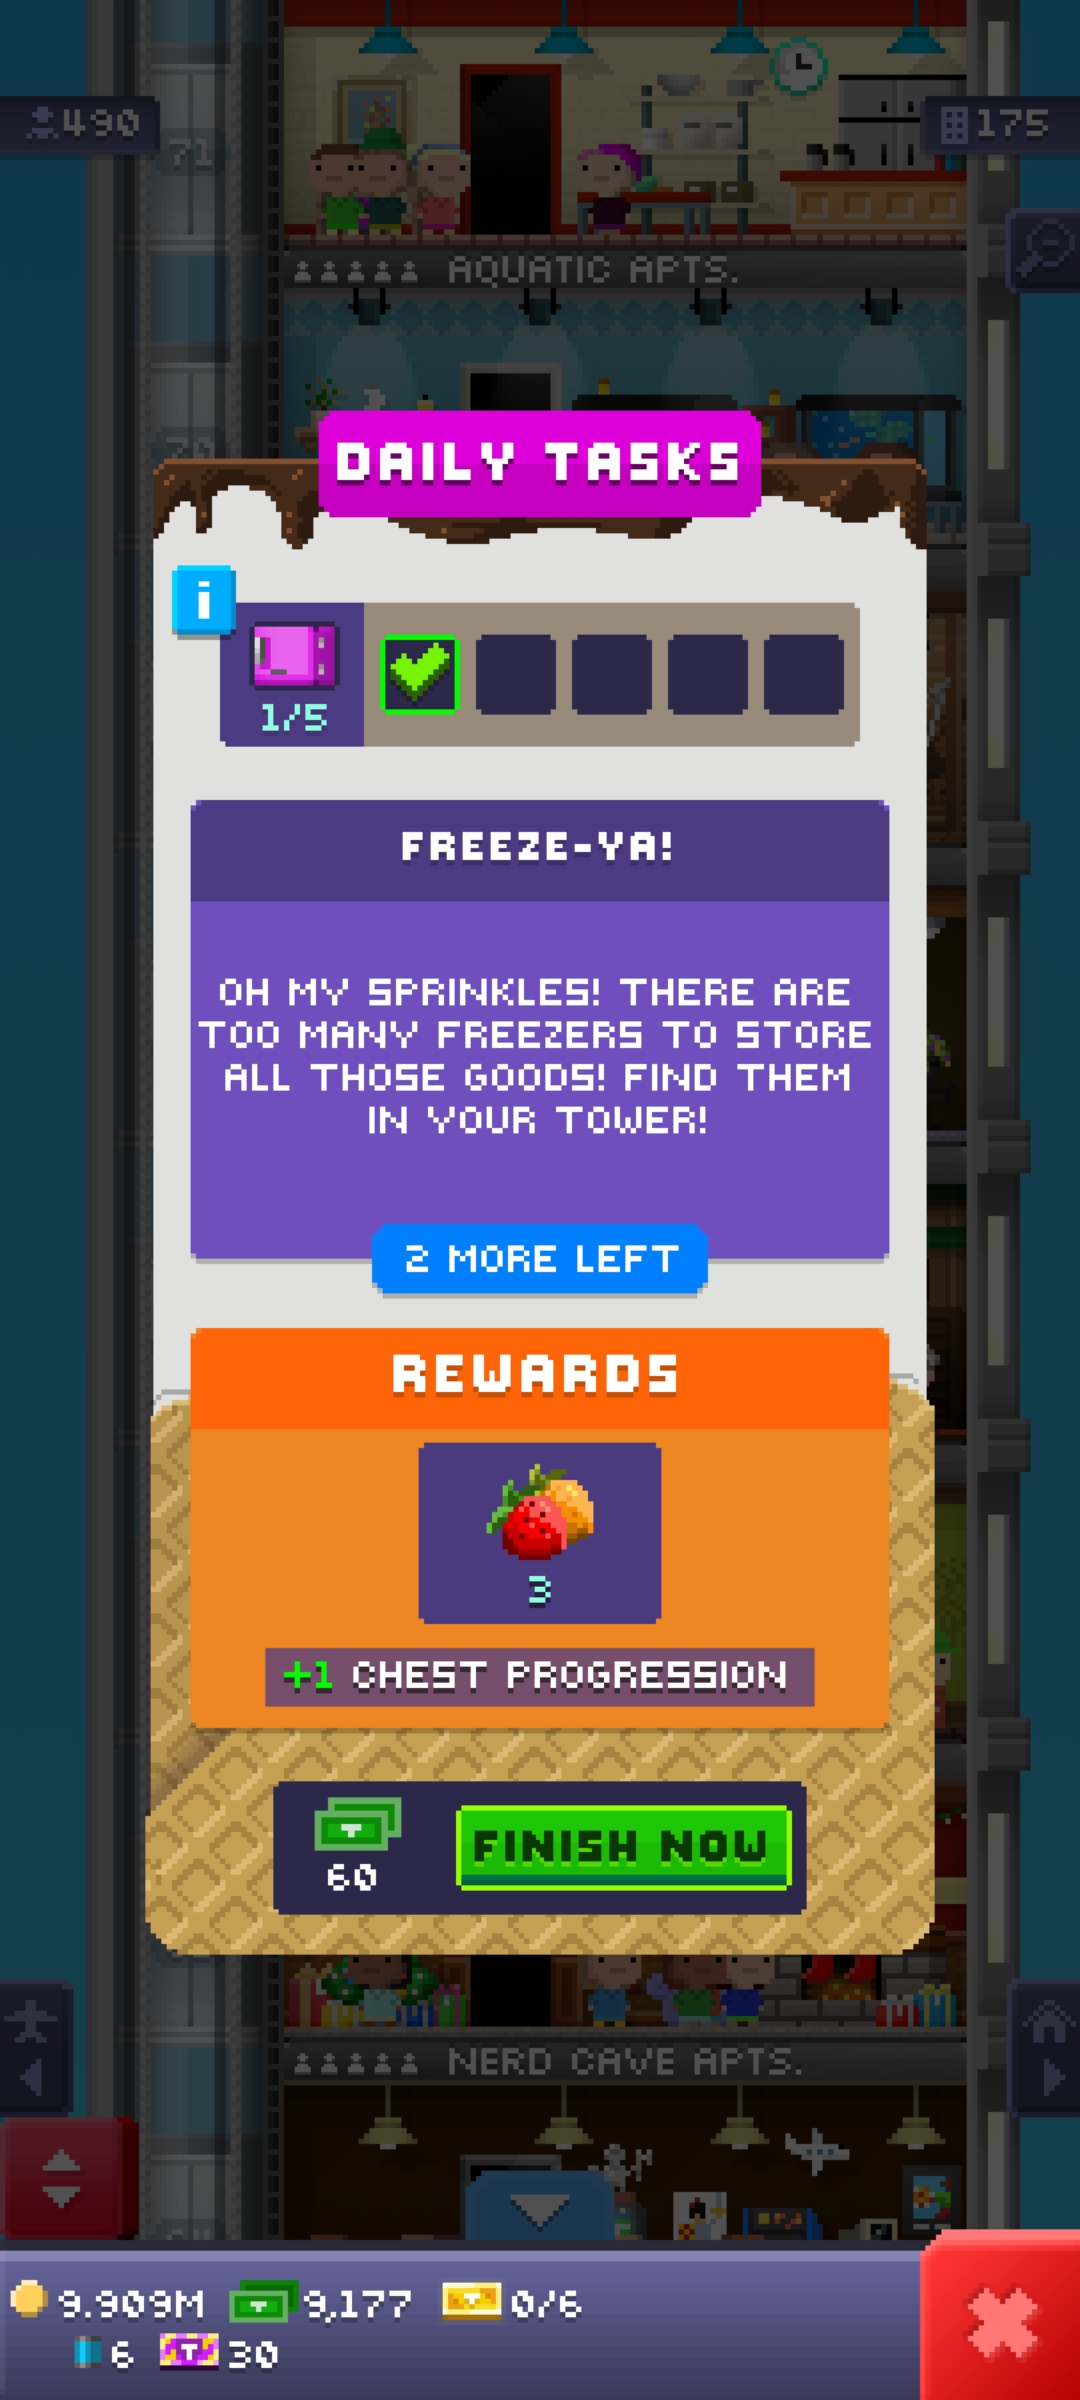 490
175
71
AQUATIC APTS.
70
DAILY TASKS
i
1/5
FREEZE-YA!
OH MY SPRINKLES! THERE ARE
TOO MANY FREEZERS TO STORE
ALL THOSE GOODS! FIND THEM
IN YOUR TOWER!
2 MORE LEFT
REWARDS
3
+1 CHEST PROGRESSION
60
FINISH NOW
NERD CAVE APTS.
9.909M 9,177 0/6
6 30